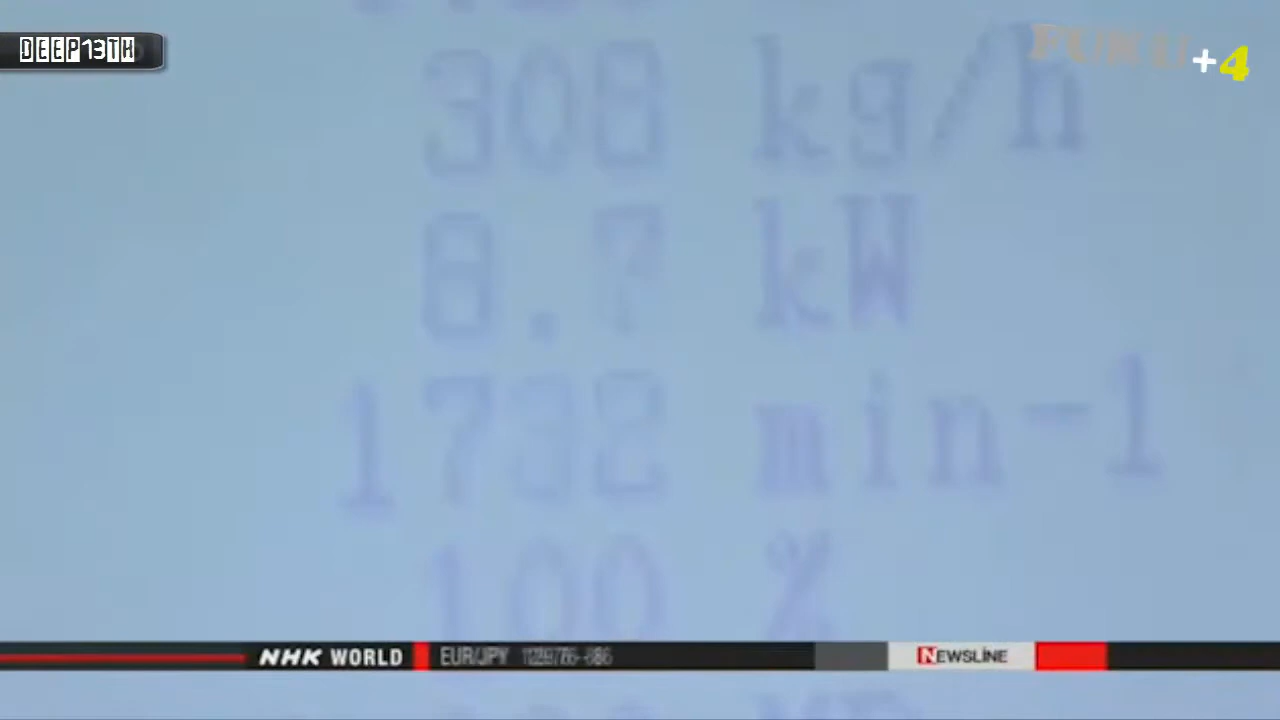 DEEP13TH
+4
308 kg/h
8.7 kW
1732 min-1
100 %
NHK WORLD EUR/JPY NEWSLINE